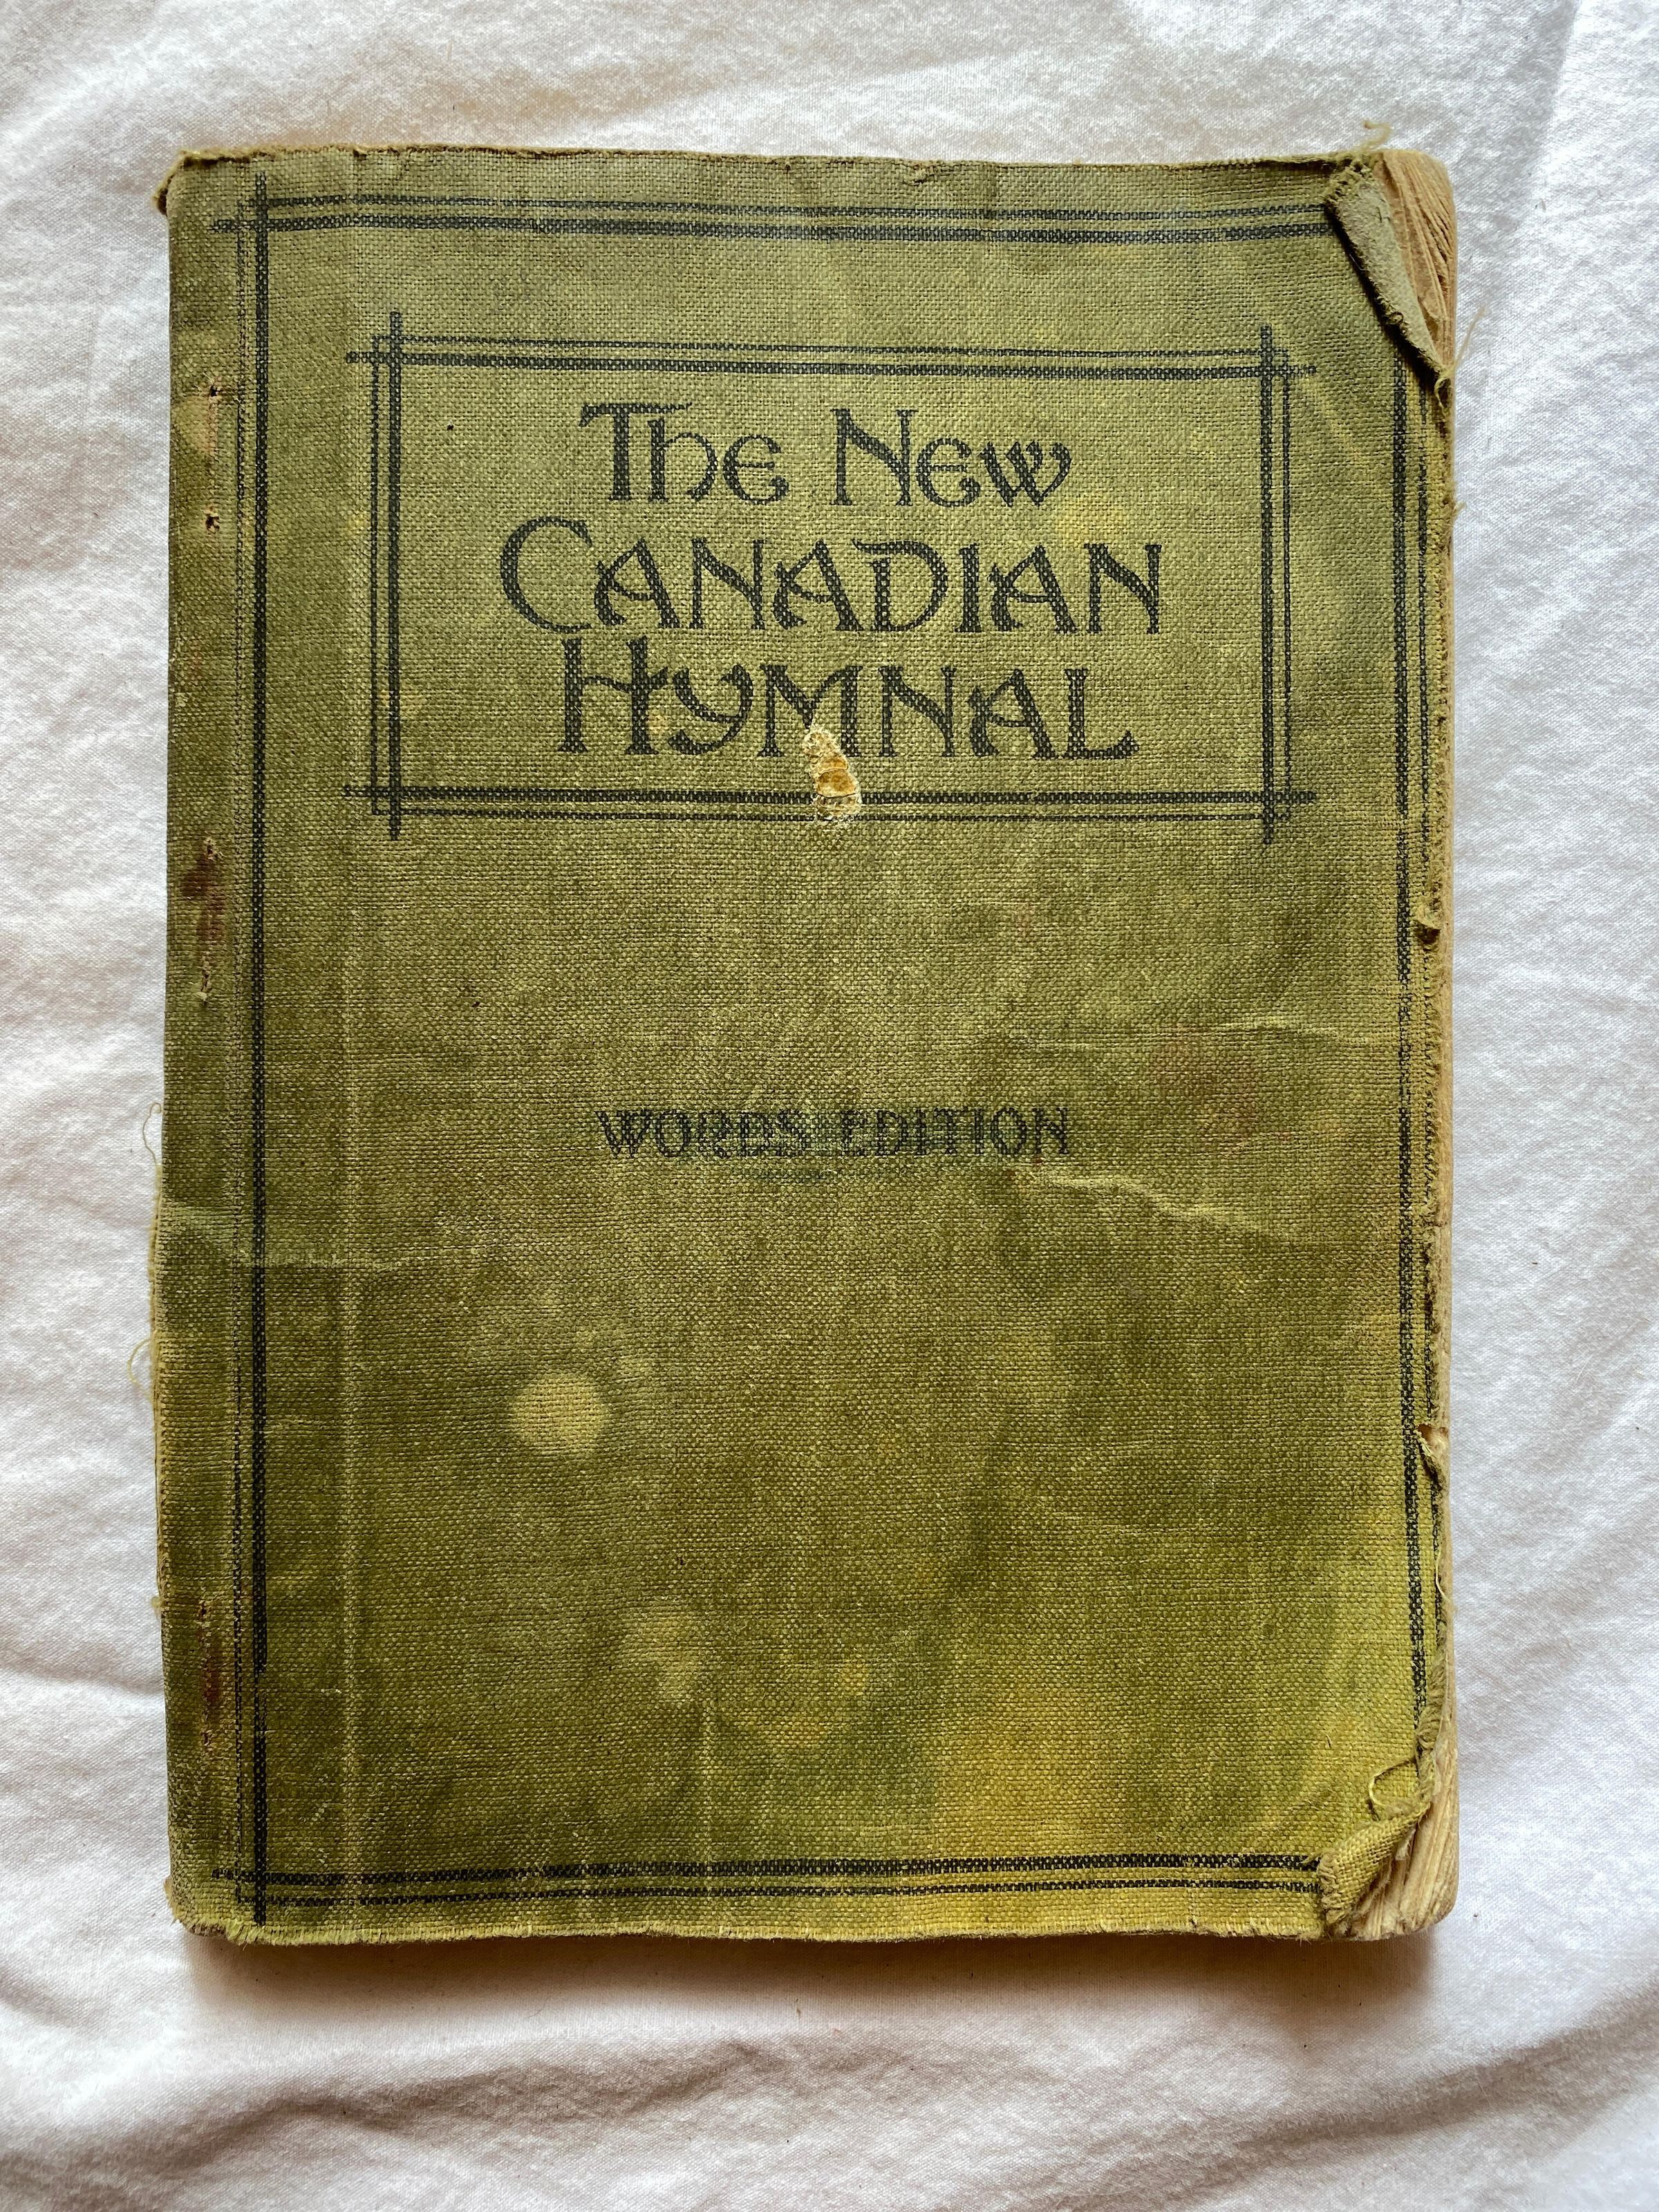 The New
Canadian
Hymnal
WORDS EDITION